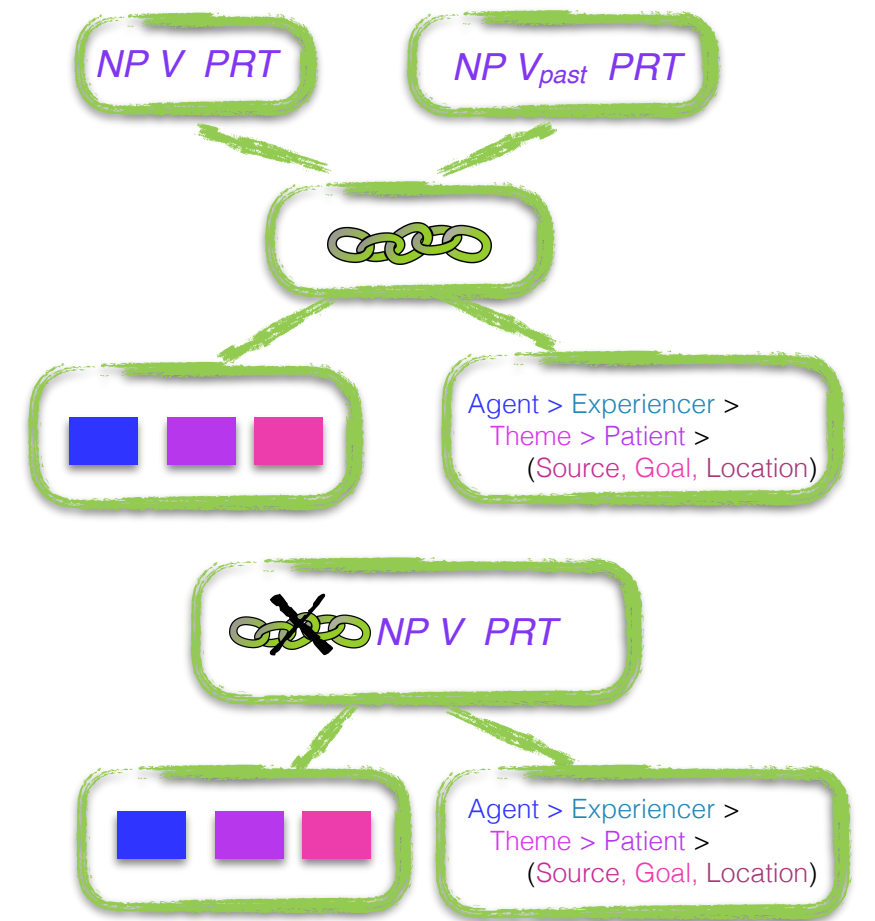 NP V PRT
NP Vpast PRT
Agent > Experiencer >
Theme > Patient >
(Source, Goal, Location)
NP V PRT
Agent > Experiencer >
Theme > Patient >
(Source, Goal, Location)